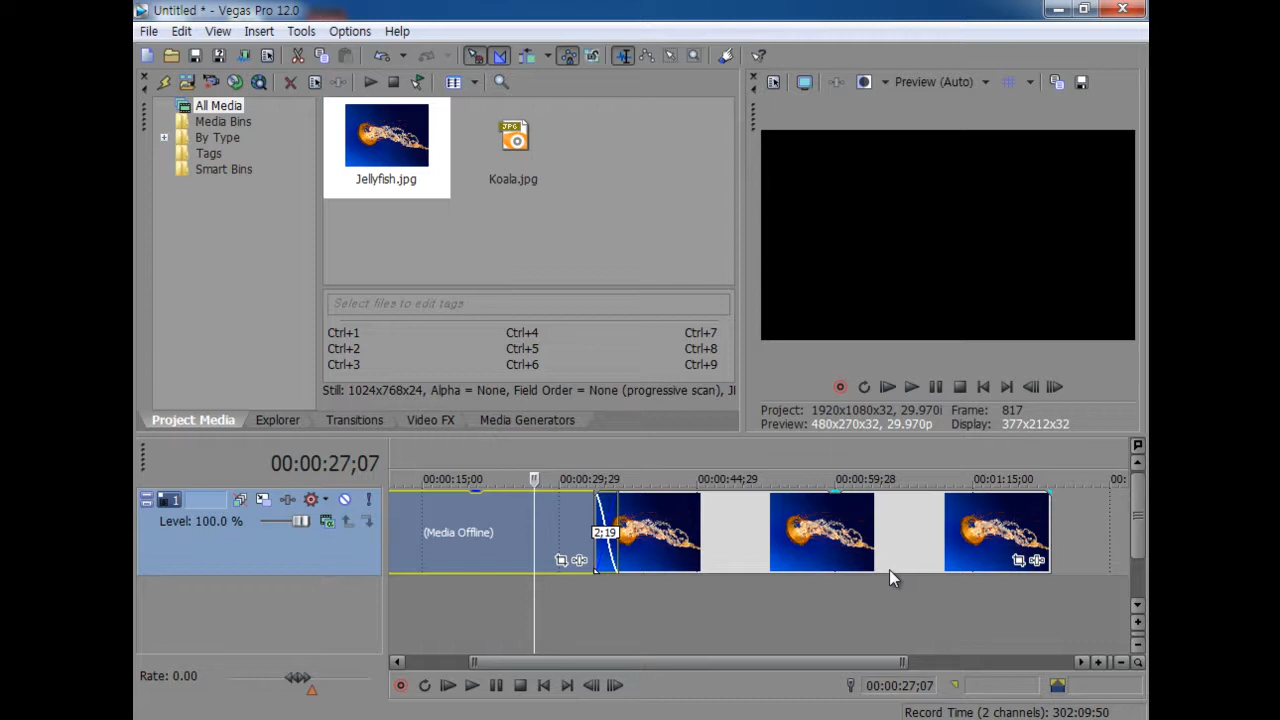 Untitled * - Vegas Pro 12.0
File Edit View Insert Tools Options Help
Preview (Auto)
All Media
Media Bins
By Type
Tags
Smart Bins
JPG
Jellyfish.jpg Koala.jpg
Select files to edit tags
Ctrl+1 Ctrl+4 Ctrl+7
Ctrl+2 Ctrl+5 Ctrl+8
Ctrl+3 Ctrl+6 Ctrl+9
Still: 1024x768x24, Alpha = None, Field Order = None (progressive scan), JI
Project Media Explorer Transitions Video FX Media Generators
Project: 1920x1080x32, 29.970i Frame: 817
Preview: 480x270x32, 29.970p Display: 377x212x32
00:00:27;07
00:00:15;00 00:00:29;29 00:00:44;29 00:00:59;28 00:01:15;00 00:
1
Level: 100.0 %
(Media Offline)
2;19
Rate: 0.00
00:00:27;07
Record Time (2 channels): 302:09:50